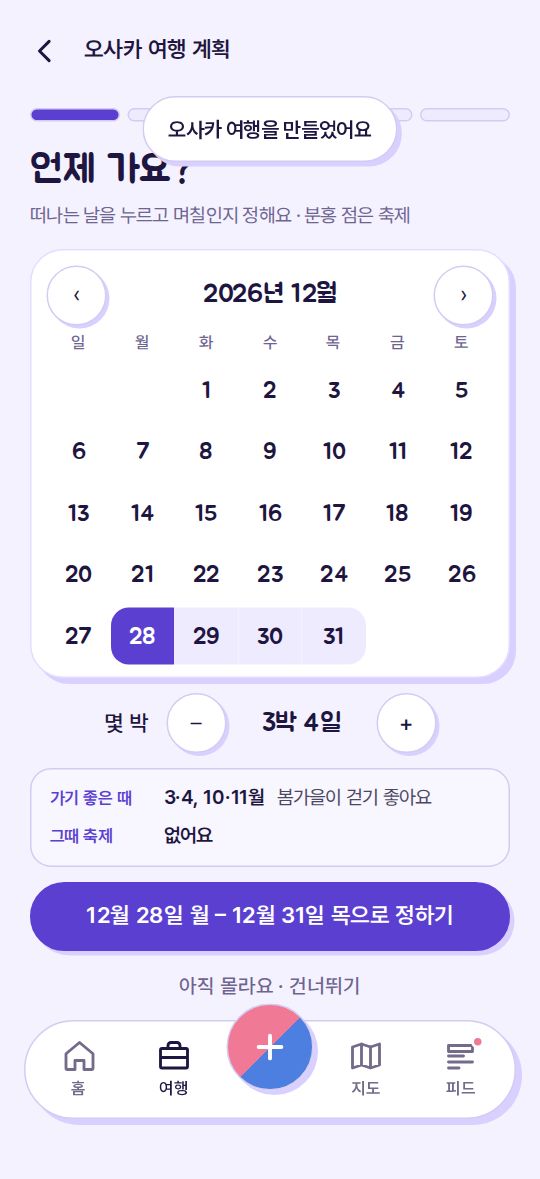 오사카 여행 계획
오사카 여행을 만들었어요
언제 가요?
떠나는 날을 누르고 며칠인지 정해요 · 분홍 점은 축제
‹ 2026년 12월 ›
일 월 화 수 목 금 토
1 2 3 4 5
6 7 8 9 10 11 12
13 14 15 16 17 18 19
20 21 22 23 24 25 26
27 28 29 30 31
몇 박 − 3박 4일 +
가기 좋은 때 3·4, 10·11월 봄가을이 걷기 좋아요
그때 축제 없어요
12월 28일 월 – 12월 31일 목으로 정하기
아직 몰라요 · 건너뛰기
홈 여행 지도 피드